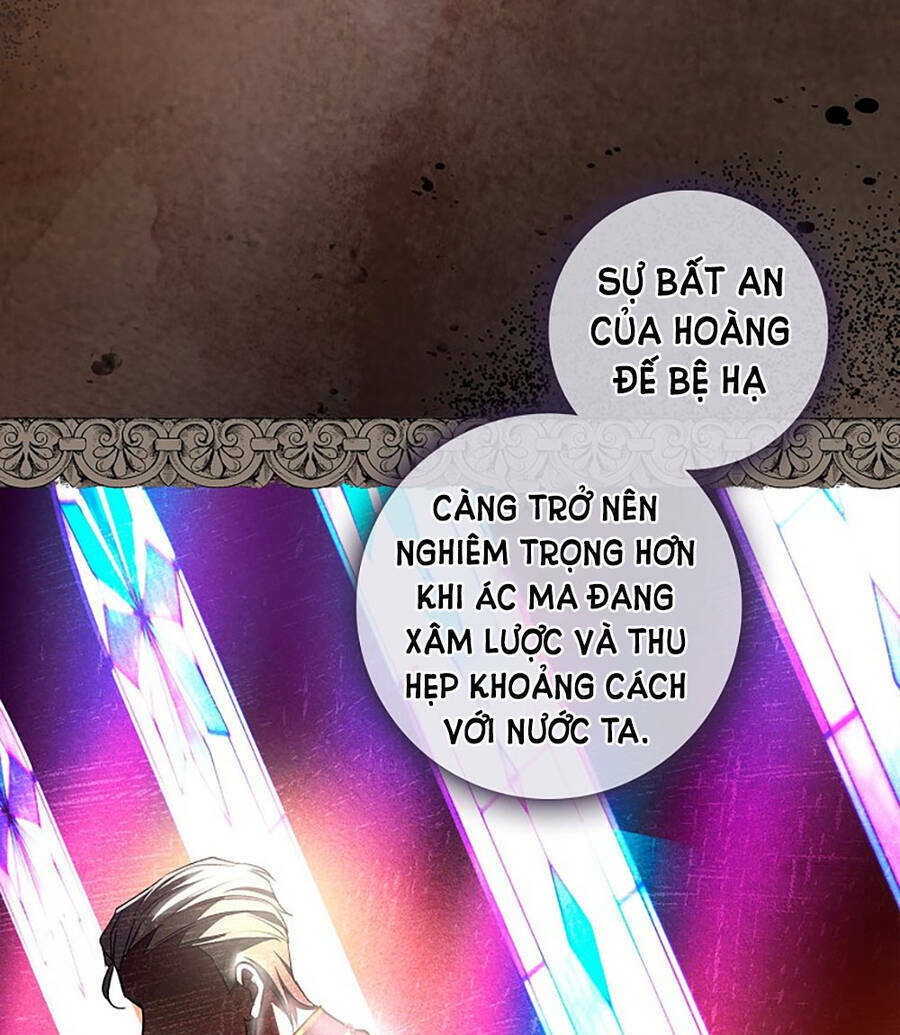 SỰ BẤT AN
CỦA HOÀNG
ĐẾ BỆ HẠ
CÀNG TRỞ NÊN
NGHIÊM TRỌNG HƠN
KHI ÁC MA ĐANG
XÂM LƯỢC VÀ THU
HẸP KHOẢNG CÁCH
VỚI NƯỚC TA.